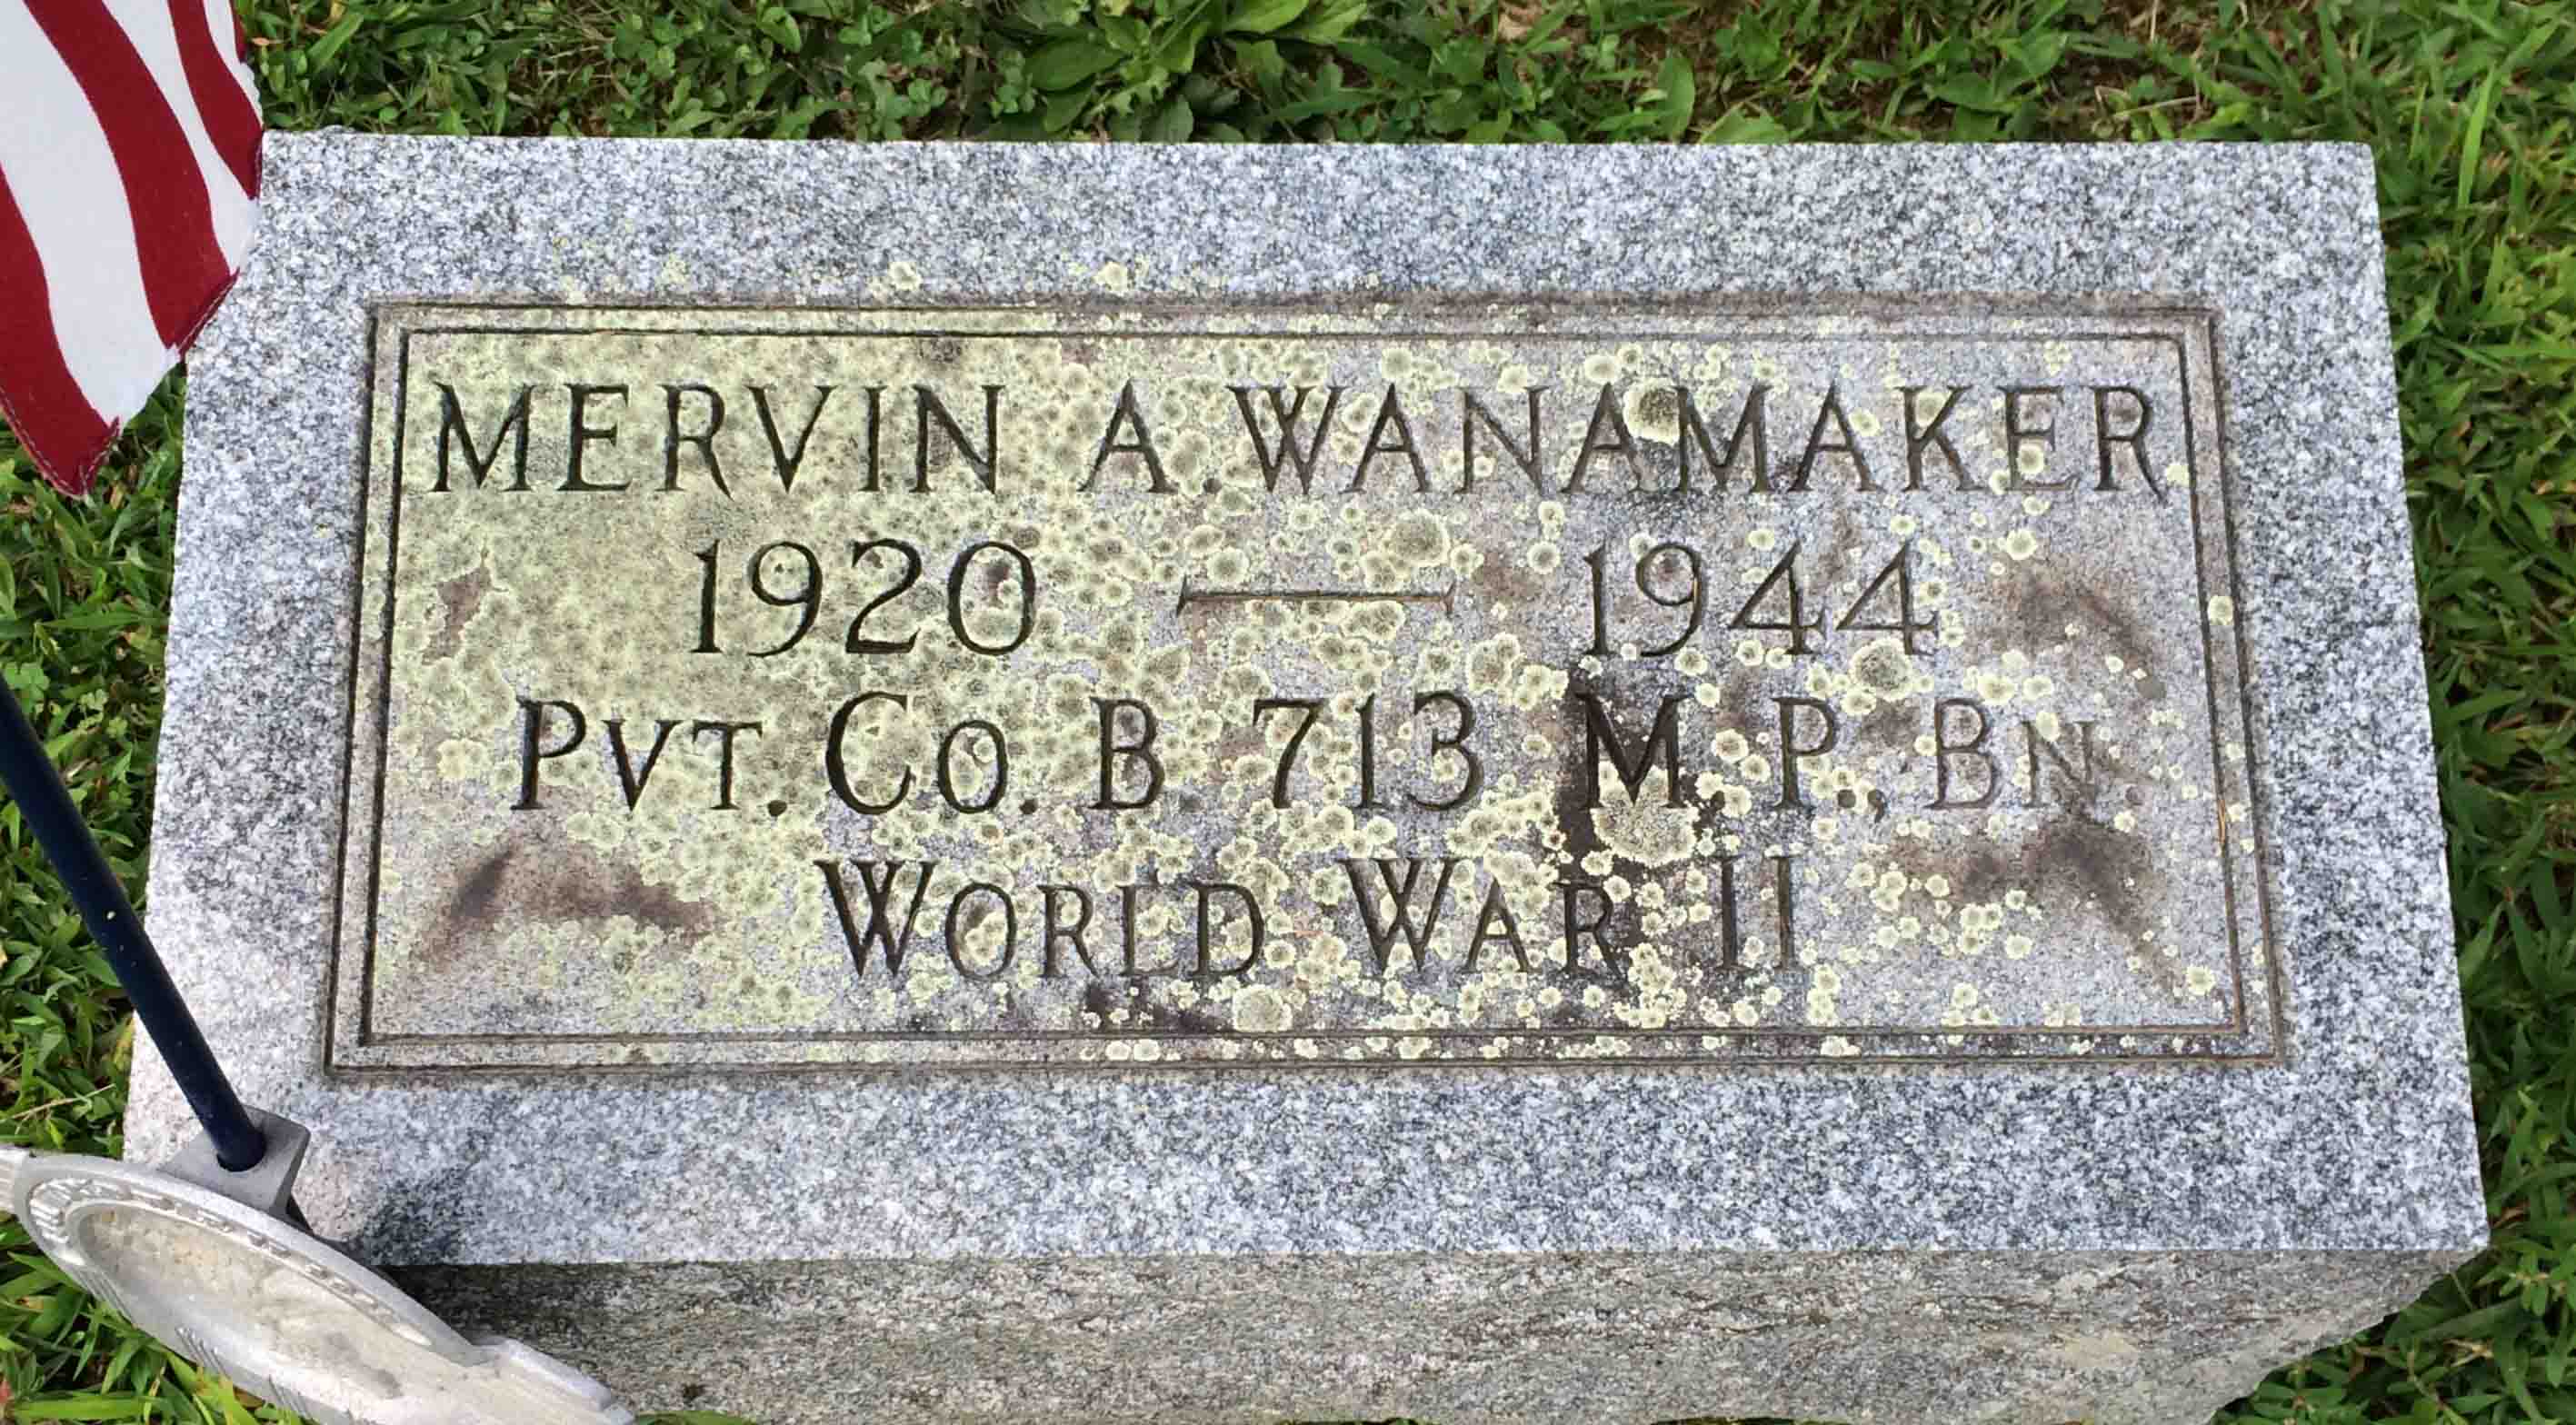 MERVIN A. WANAMAKER
1920 — 1944
PVT. CO. B 713 M. P., BN.
WORLD WAR II